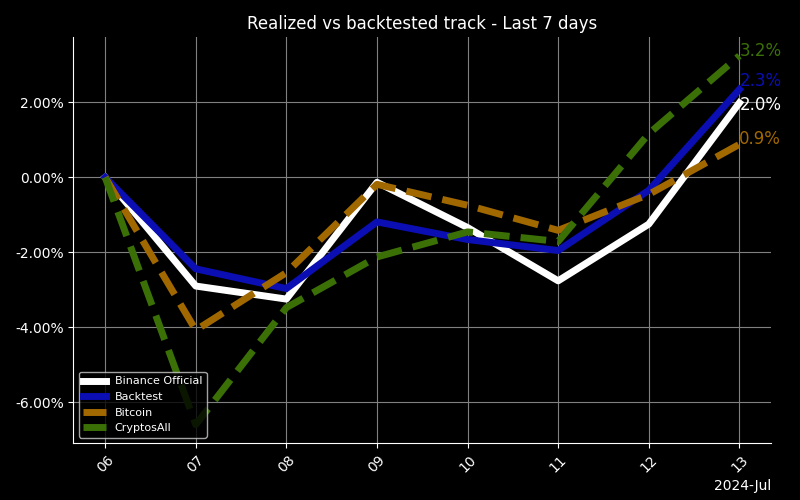 Realized vs backtested track - Last 7 days
3.2%
2.3%
2.0%
0.9%
2.00%
0.00%
-2.00%
-4.00%
-6.00%
Binance Official
Backtest
Bitcoin
CryptosAll
06 07 08 09 10 11 12 13
2024-Jul